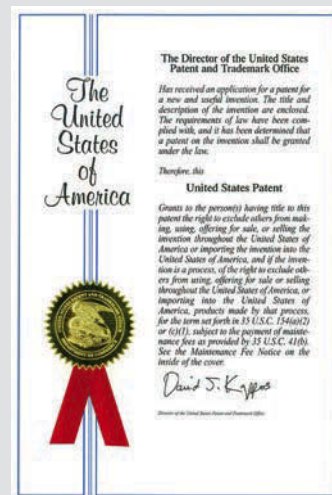 The
United
States
of
America
The Director of the United States
Patent and Trademark Office
Has received an application for a patent for
a new and useful invention. The title and
description of the invention are enclosed.
The requirements of law have been com-
plied with, and it has been determined that
a patent on the invention shall be granted
under the law.
Therefore, this
United States Patent
Grants to the person(s) having title to this
patent the right to exclude others from mak-
ing, using, offering for sale, or selling the
invention throughout the United States of
America or importing the invention into the
United States of America, and if the inven-
tion is a process, of the right to exclude oth-
ers from using, offering for sale or selling
throughout the United States of America, or
importing into the United States of
America, products made by that process,
for the term set forth in 35 U.S.C. 154(a)(2)
or (c)(1), subject to the payment of mainte-
nance fees as provided by 35 U.S.C. 41(b).
See the Maintenance Fee Notice on the
inside of the cover.
David J. Kappos
Director of the United States Patent and Trademark Office